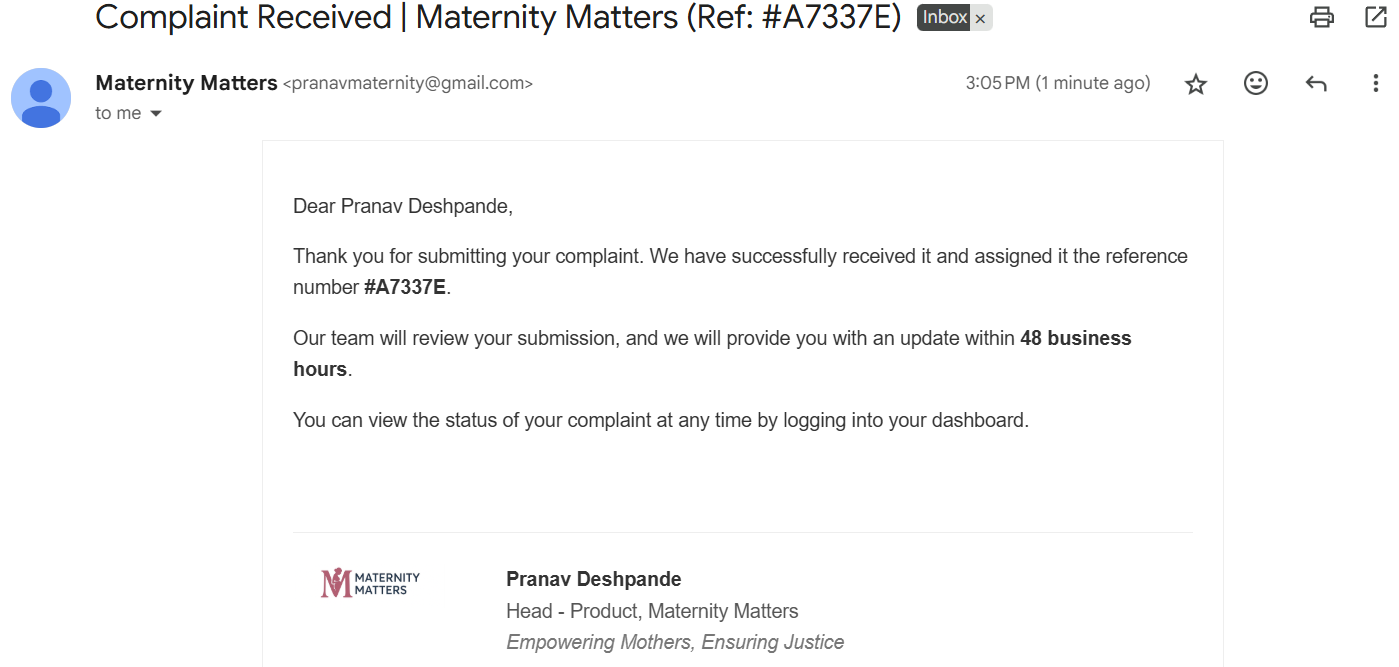 Complaint Received | Maternity Matters (Ref: #A7337E) Inbox ×
Maternity Matters <pranavmaternity@gmail.com> 3:05 PM (1 minute ago)
to me
Dear Pranav Deshpande,
Thank you for submitting your complaint. We have successfully received it and assigned it the reference
number #A7337E.
Our team will review your submission, and we will provide you with an update within 48 business
hours.
You can view the status of your complaint at any time by logging into your dashboard.
M MATERNITY
MATTERS
Pranav Deshpande
Head - Product, Maternity Matters
Empowering Mothers, Ensuring Justice